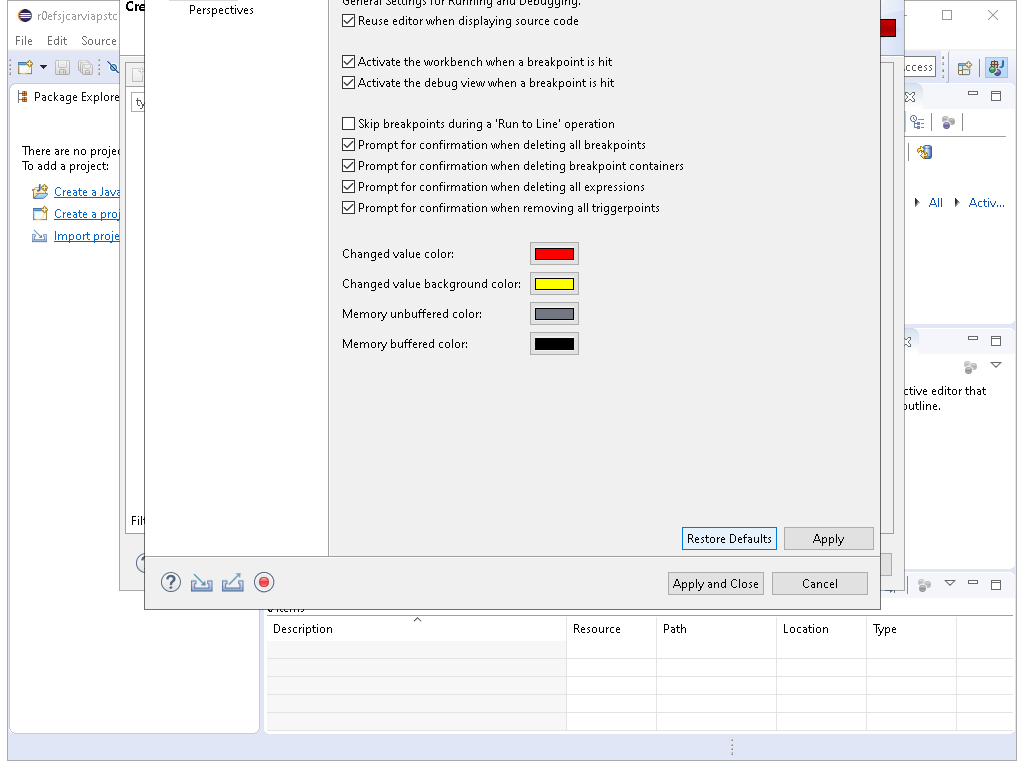 r0efsjcarviapstc
Cre
Perspectives
General Settings for Running and Debugging.
Reuse editor when displaying source code
File Edit Source
Activate the workbench when a breakpoint is hit
Activate the debug view when a breakpoint is hit
ccess
Package Explore
ty
Skip breakpoints during a 'Run to Line' operation
Prompt for confirmation when deleting all breakpoints
Prompt for confirmation when deleting breakpoint containers
Prompt for confirmation when deleting all expressions
Prompt for confirmation when removing all triggerpoints
There are no projec
To add a project:
Create a Java
Create a proj
Import proje
All Activ...
Changed value color:
Changed value background color:
Memory unbuffered color:
Memory buffered color:
ctive editor that
outline.
Filt
Restore Defaults Apply
Apply and Close Cancel
0 items
Description Resource Path Location Type